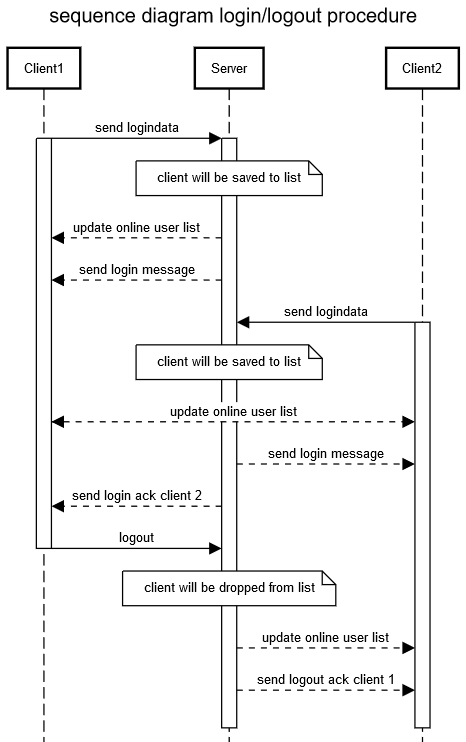 sequence diagram login/logout procedure
Client1
Server
Client2
send logindata
client will be saved to list
update online user list
send login message
send logindata
client will be saved to list
update online user list
send login message
send login ack client 2
logout
client will be dropped from list
update online user list
send logout ack client 1